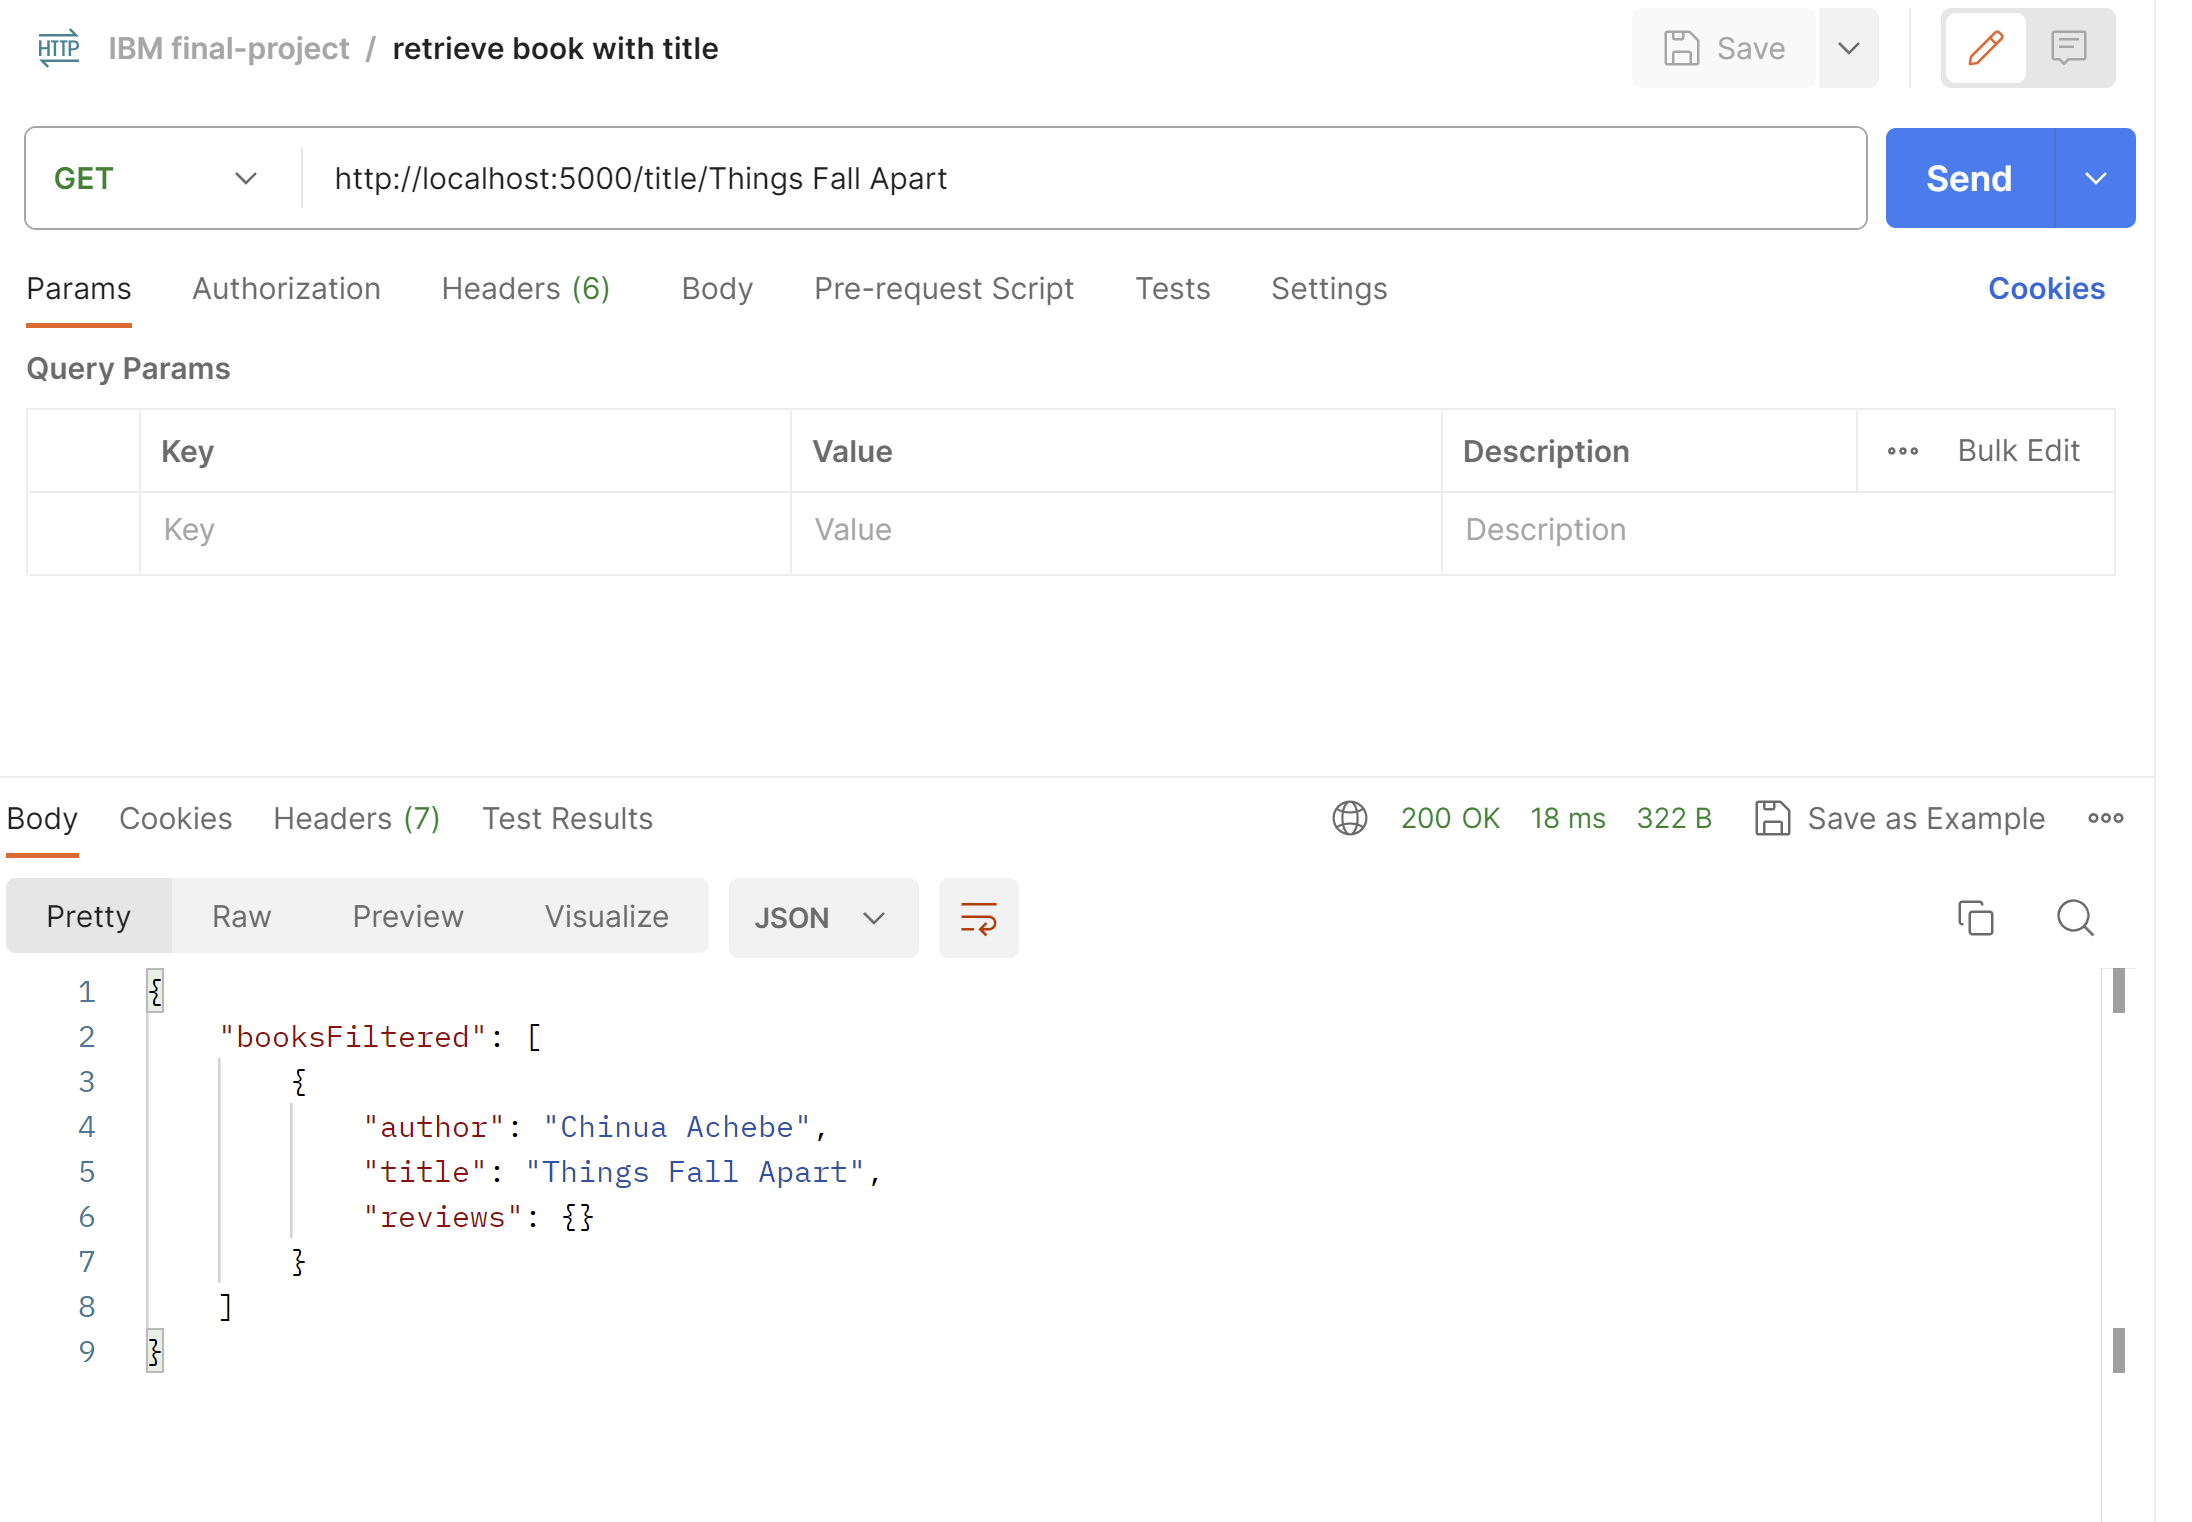 HTTP IBM final-project / retrieve book with title Save
GET http://localhost:5000/title/Things Fall Apart Send
Params Authorization Headers (6) Body Pre-request Script Tests Settings Cookies
Query Params
Key Value Description Bulk Edit
Key Value Description
Body Cookies Headers (7) Test Results 200 OK 18 ms 322 B Save as Example
Pretty Raw Preview Visualize JSON
1 {
2 "booksFiltered": [
3 {
4 "author": "Chinua Achebe",
5 "title": "Things Fall Apart",
6 "reviews": {}
7 }
8 ]
9 }